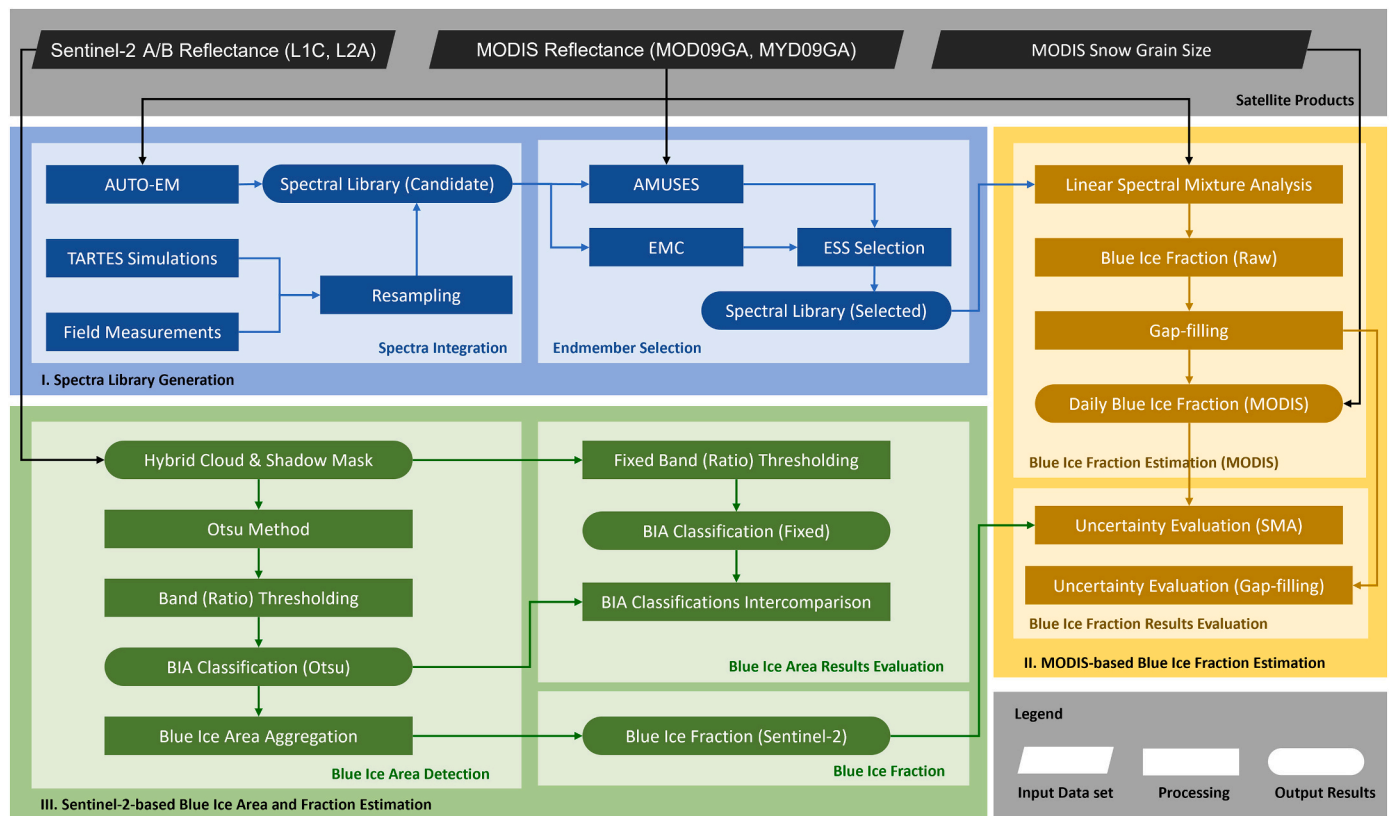 Sentinel-2 A/B Reflectance (L1C, L2A)
MODIS Reflectance (MOD09GA, MYD09GA)
MODIS Snow Grain Size
Satellite Products
AUTO-EM
Spectral Library (Candidate)
TARTES Simulations
Resampling
Field Measurements
Spectra Integration
AMUSES
EMC
ESS Selection
Spectral Library (Selected)
Endmember Selection
I. Spectra Library Generation
Linear Spectral Mixture Analysis
Blue Ice Fraction (Raw)
Gap-filling
Daily Blue Ice Fraction (MODIS)
Blue Ice Fraction Estimation (MODIS)
Uncertainty Evaluation (SMA)
Uncertainty Evaluation (Gap-filling)
Blue Ice Fraction Results Evaluation
II. MODIS-based Blue Ice Fraction Estimation
Hybrid Cloud & Shadow Mask
Otsu Method
Band (Ratio) Thresholding
BIA Classification (Otsu)
Blue Ice Area Aggregation
Blue Ice Area Detection
Fixed Band (Ratio) Thresholding
BIA Classification (Fixed)
BIA Classifications Intercomparison
Blue Ice Area Results Evaluation
Blue Ice Fraction (Sentinel-2)
Blue Ice Fraction
III. Sentinel-2-based Blue Ice Area and Fraction Estimation
Legend
Input Data set
Processing
Output Results